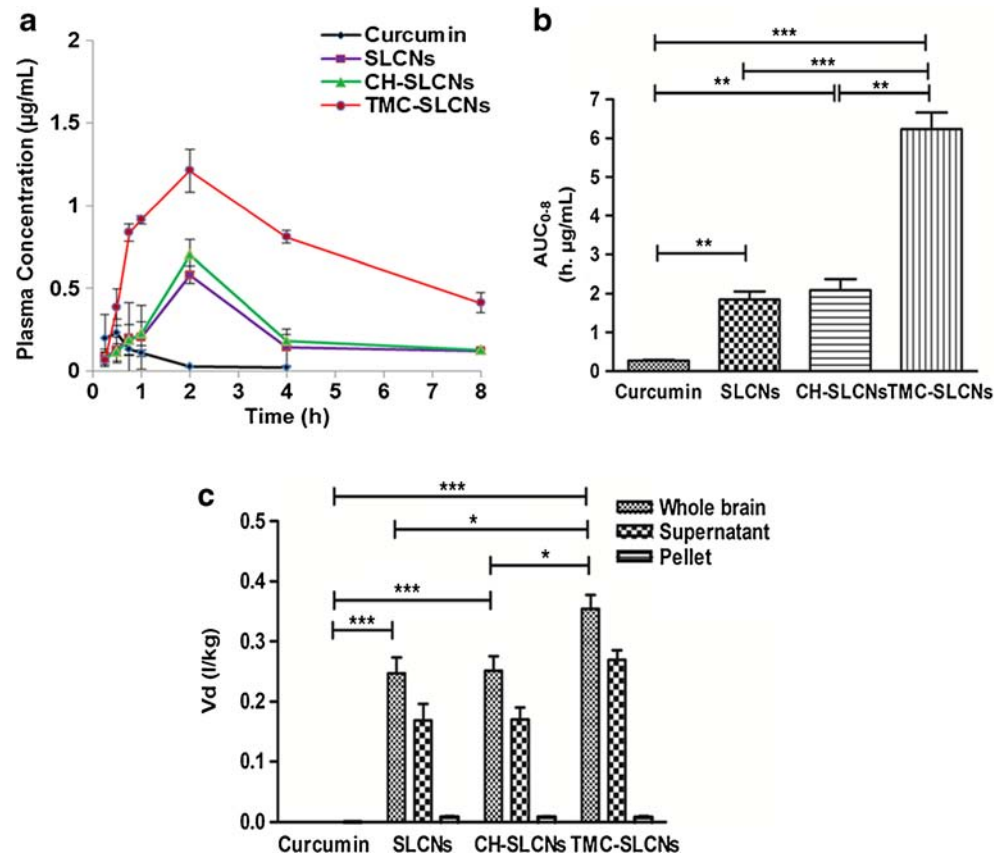 a
2
1.5
1
0.5
0
Plasma Concentration (µg/mL)
0 1 2 3 4 5 6 7 8
Time (h)
Curcumin
SLCNs
CH-SLCNs
TMC-SLCNs
b
***
***
** **
**
7
6
5
4
3
2
1
0
AUC0-8
(h. µg/mL)
Curcumin SLCNs CH-SLCNs TMC-SLCNs
c
***
*
*
***
***
0.5
0.4
0.3
0.2
0.1
0.0
Vd (l/kg)
Curcumin SLCNs CH-SLCNs TMC-SLCNs
Whole brain
Supernatant
Pellet